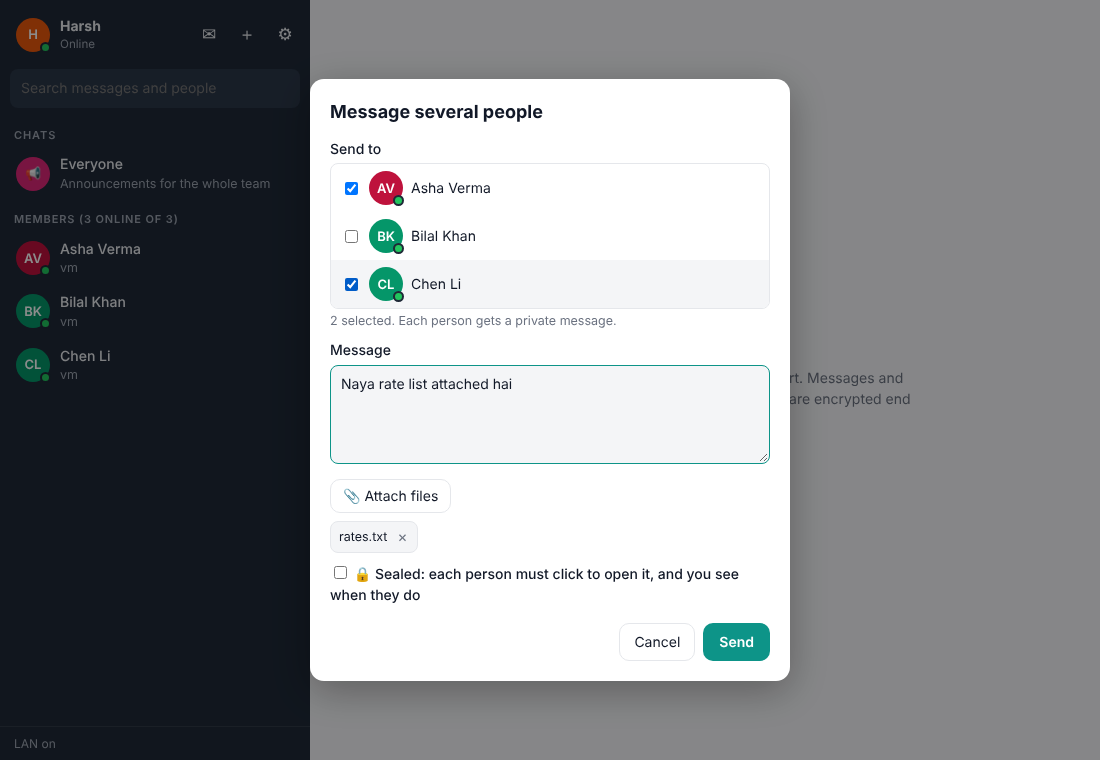 H
Harsh
Online
Search messages and people
CHATS
Everyone
Announcements for the whole team
MEMBERS (3 ONLINE OF 3)
AV
Asha Verma
vm
BK
Bilal Khan
vm
CL
Chen Li
vm
LAN on
Message several people
Send to
AV Asha Verma
BK Bilal Khan
CL Chen Li
2 selected. Each person gets a private message.
Message
Naya rate list attached hai
Attach files
rates.txt ×
Sealed: each person must click to open it, and you see
when they do
Cancel Send
rt. Messages and
are encrypted end